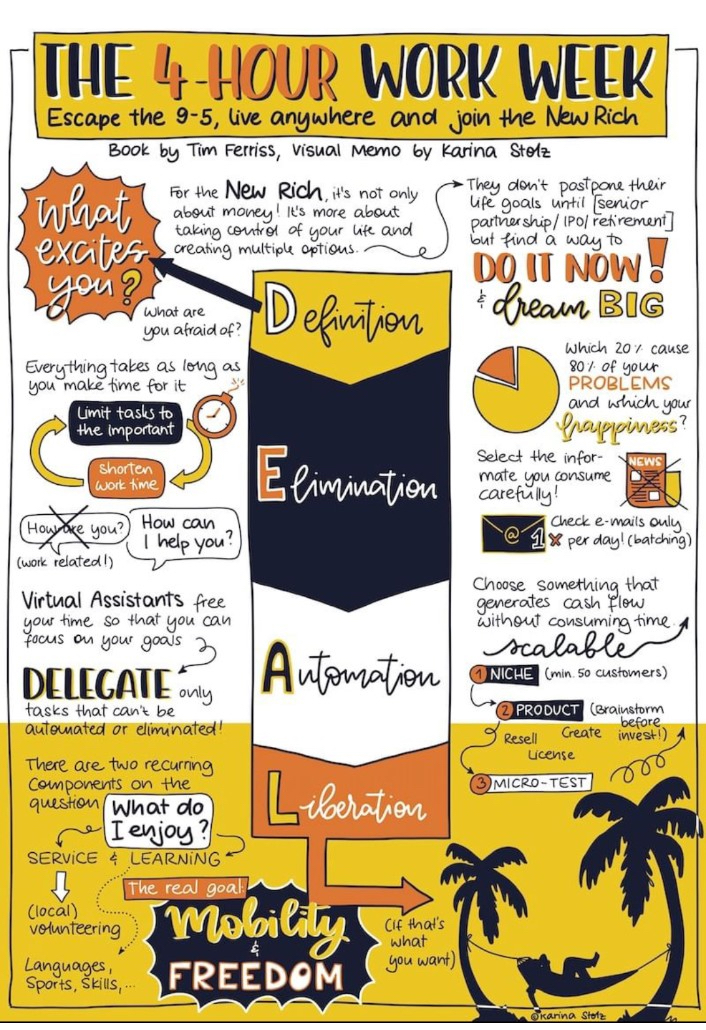 THE 4-HOUR WORK WEEK
Escape the 9-5, live anywhere and join the New Rich
Book by Tim Ferriss, Visual Memo by Karina Stolz
What
excites
you?
For the New Rich, it's not only
about money! It's more about
taking control of your life and
creating multiple options.
They don't postpone their
life goals until [senior
partnership/IPO/retirement]
but find a way to
DO IT NOW!
& dream BIG
What are
you afraid of?
Definition
Everything takes as long as
you make time for it
Limit tasks to
the important
Shorten
work time
How are you?
(work related!)
How can
I help you?
Elimination
Which 20% cause
80% of your
PROBLEMS
and which your
happiness?
Select the infor-
mate you consume
carefully!
NEWS
@
1x
Check e-mails only
per day! (batching)
Virtual Assistants free
your time so that you can
focus on your goals
DELEGATE only
tasks that can't be
automated or eliminated!
Automation
Choose something that
generates cash flow
without consuming time.
scalable
1 NICHE (min. 50 customers)
2 PRODUCT (Brainstorm
before
invest!)
Resell
Create
License
3 MICRO-TEST
There are two recurring
Components on the
question
What do
I enjoy?
SERVICE & LEARNING
(local)
volunteering
Languages,
Sports, Skills,...
Liberation
The real goal:
Mobility
&
FREEDOM
(If that's
what
you want)
©Karina Stolz